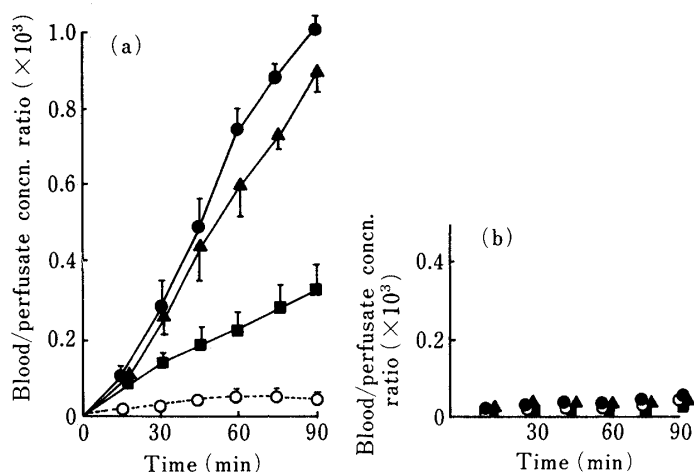 (a)
Blood/perfusate concn. ratio (×10³)
1.0
0.8
0.6
0.4
0.2
0
0
30
60
90
Time (min)
(b)
Blood/perfusate concn.
ratio (×10³)
0.4
0.2
0
30
60
90
Time (min)